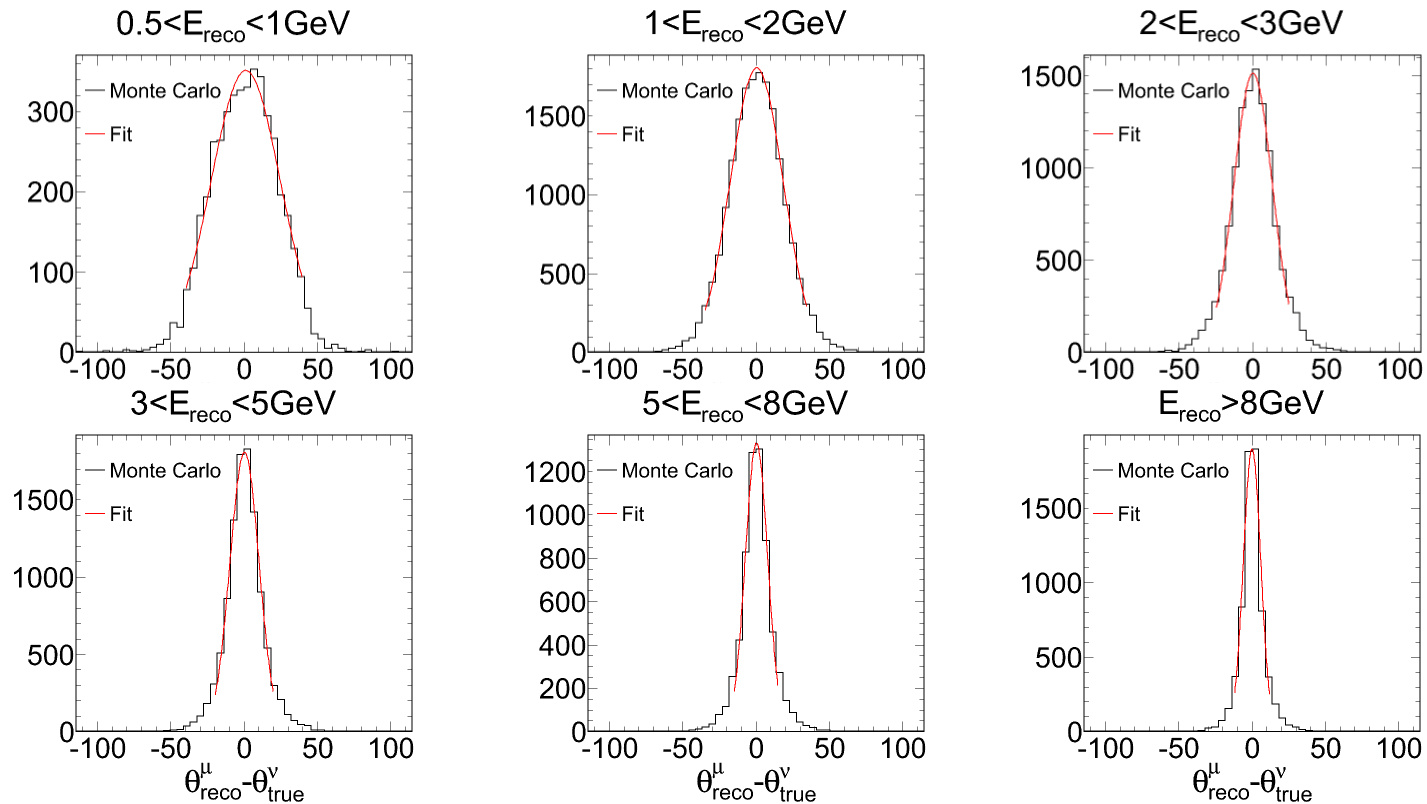 0.5<E_reco<1GeV
Monte Carlo
Fit
300
200
100
0
-100 -50 0 50 100
1<E_reco<2GeV
Monte Carlo
Fit
1500
1000
500
0
-100 -50 0 50 100
2<E_reco<3GeV
Monte Carlo
Fit
1500
1000
500
0
-100 -50 0 50 100
3<E_reco<5GeV
Monte Carlo
Fit
1500
1000
500
0
-100 -50 0 50 100
θ^μ_reco-θ^ν_true
5<E_reco<8GeV
Monte Carlo
Fit
1200
1000
800
600
400
200
0
-100 -50 0 50 100
θ^μ_reco-θ^ν_true
E_reco>8GeV
Monte Carlo
Fit
1500
1000
500
0
-100 -50 0 50 100
θ^μ_reco-θ^ν_true